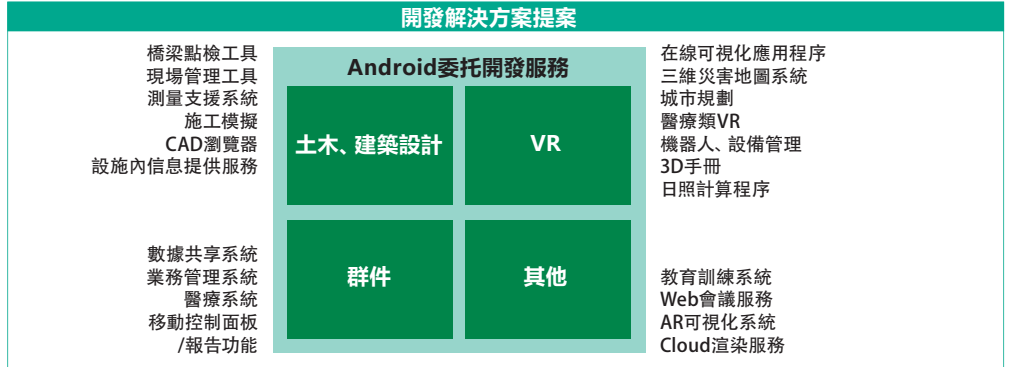 開發解決方案提案
橋梁點檢工具
現場管理工具
測量支援系統
施工模擬
CAD瀏覽器
設施內信息提供服務
Android委托開發服務
土木、建築設計
VR
在線可視化應用程序
三維災害地圖系統
城市規劃
醫療類VR
機器人、設備管理
3D手冊
日照計算程序
數據共享系統
業務管理系統
醫療系統
移動控制面板
/報告功能
群件
其他
教育訓練系統
Web會議服務
AR可視化系統
Cloud渲染服務